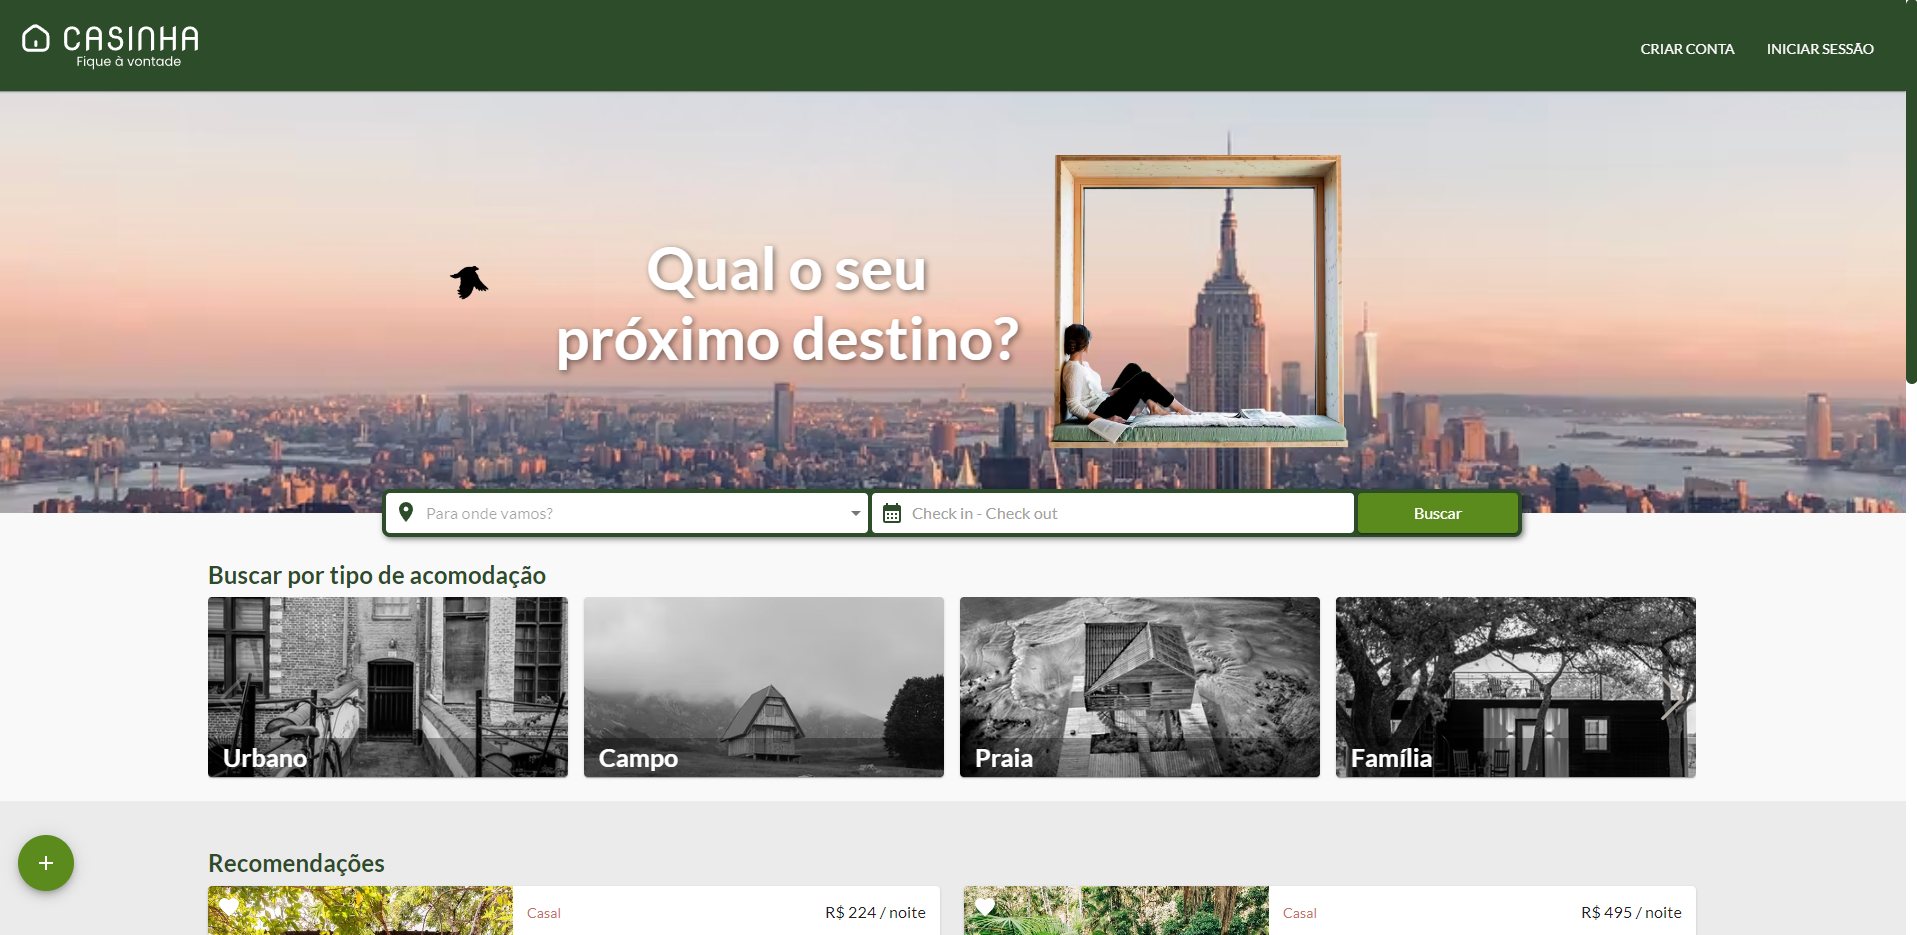 CASINHA
Fique à vontade
CRIAR CONTA
INICIAR SESSÃO
Qual o seu
próximo destino?
Para onde vamos?
Check in - Check out
Buscar
Buscar por tipo de acomodação
Urbano
Campo
Praia
Família
Recomendações
Casal
R$ 224 / noite
Casal
R$ 495 / noite